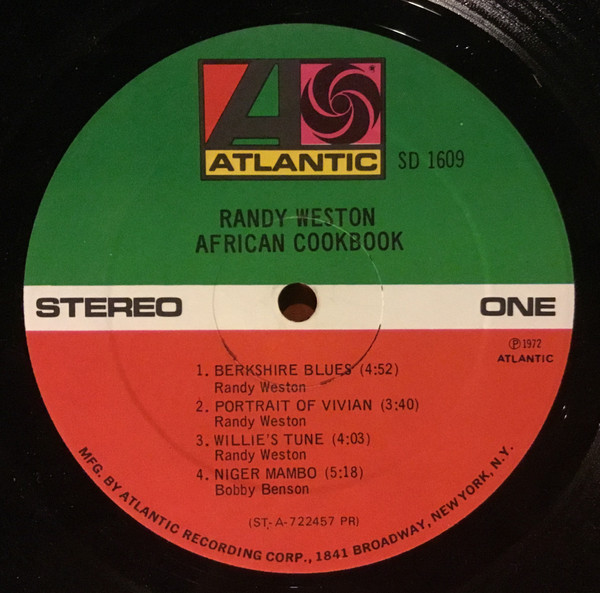 A
ATLANTIC
SD 1609
RANDY WESTON
AFRICAN COOKBOOK
STEREO
ONE
Ⓟ1972
ATLANTIC
1. BERKSHIRE BLUES (4:52)
Randy Weston
2. PORTRAIT OF VIVIAN (3:40)
Randy Weston
3. WILLIE'S TUNE (4:03)
Randy Weston
4. NIGER MAMBO (5:18)
Bobby Benson
(ST-A-722457 PR)
MFG. BY ATLANTIC RECORDING CORP., 1841 BROADWAY, NEW YORK, N.Y.